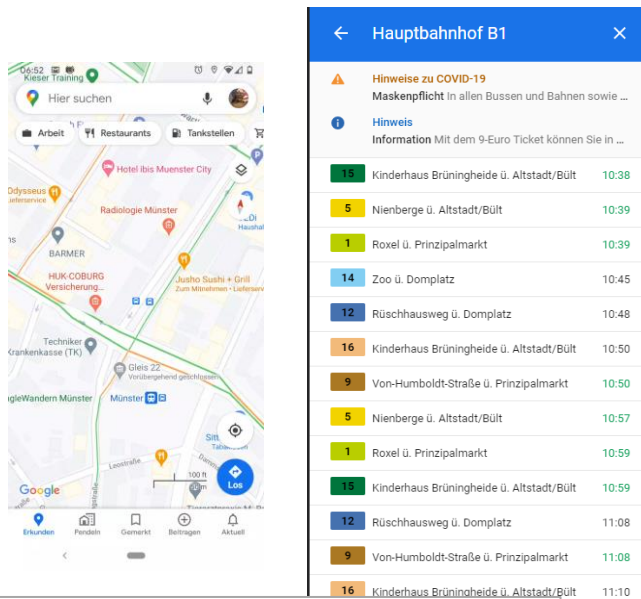 06:52
Kieser Training
Hier suchen
Arbeit
Restaurants
Tankstellen
Hotel ibis Muenster City
Odysseus
Lieferservice
Radiologie Münster
Haushal
BARMER
HUK-COBURG
Versicherung...
Jusho Sushi + Grill
Zum Mitnehmen • Lieferserv
Techniker
Krankenkasse (TK)
Gleis 22
Vorübergehend geschlossen
gleWandern Münster
Münster
Leostraße
100 ft
Google
Los
Erkunden
Pendeln
Gemerkt
Beitragen
Aktuell
Hauptbahnhof B1
Hinweise zu COVID-19
Maskenpflicht In allen Bussen und Bahnen sowie ...
Hinweis
Information Mit dem 9-Euro Ticket können Sie in ...
15 Kinderhaus Brüningheide ü. Altstadt/Bült 10:38
5 Nienberge ü. Altstadt/Bült 10:39
1 Roxel ü. Prinzipalmarkt 10:39
14 Zoo ü. Domplatz 10:45
12 Rüschhausweg ü. Domplatz 10:48
16 Kinderhaus Brüningheide ü. Altstadt/Bült 10:50
9 Von-Humboldt-Straße ü. Prinzipalmarkt 10:50
5 Nienberge ü. Altstadt/Bült 10:57
1 Roxel ü. Prinzipalmarkt 10:59
15 Kinderhaus Brüningheide ü. Altstadt/Bült 10:59
12 Rüschhausweg ü. Domplatz 11:08
9 Von-Humboldt-Straße ü. Prinzipalmarkt 11:08
16 Kinderhaus Brüningheide ü. Altstadt/Bült 11:10